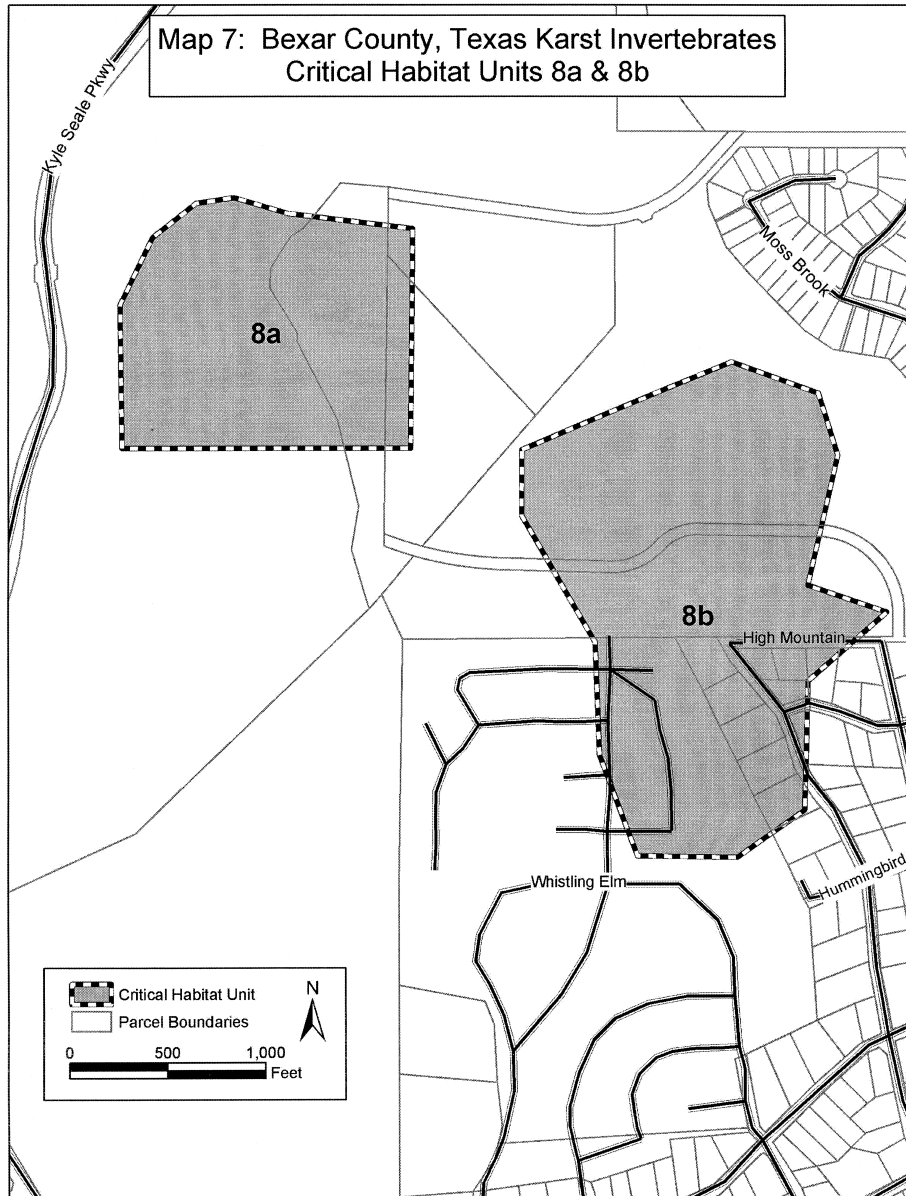 Map 7: Bexar County, Texas Karst Invertebrates
Critical Habitat Units 8a & 8b
Kyle Seale Pkwy
Moss Brook
8a
8b
High Mountain
Whistling Elm
Hummingbird
Critical Habitat Unit
Parcel Boundaries
N
0 500 1,000
Feet